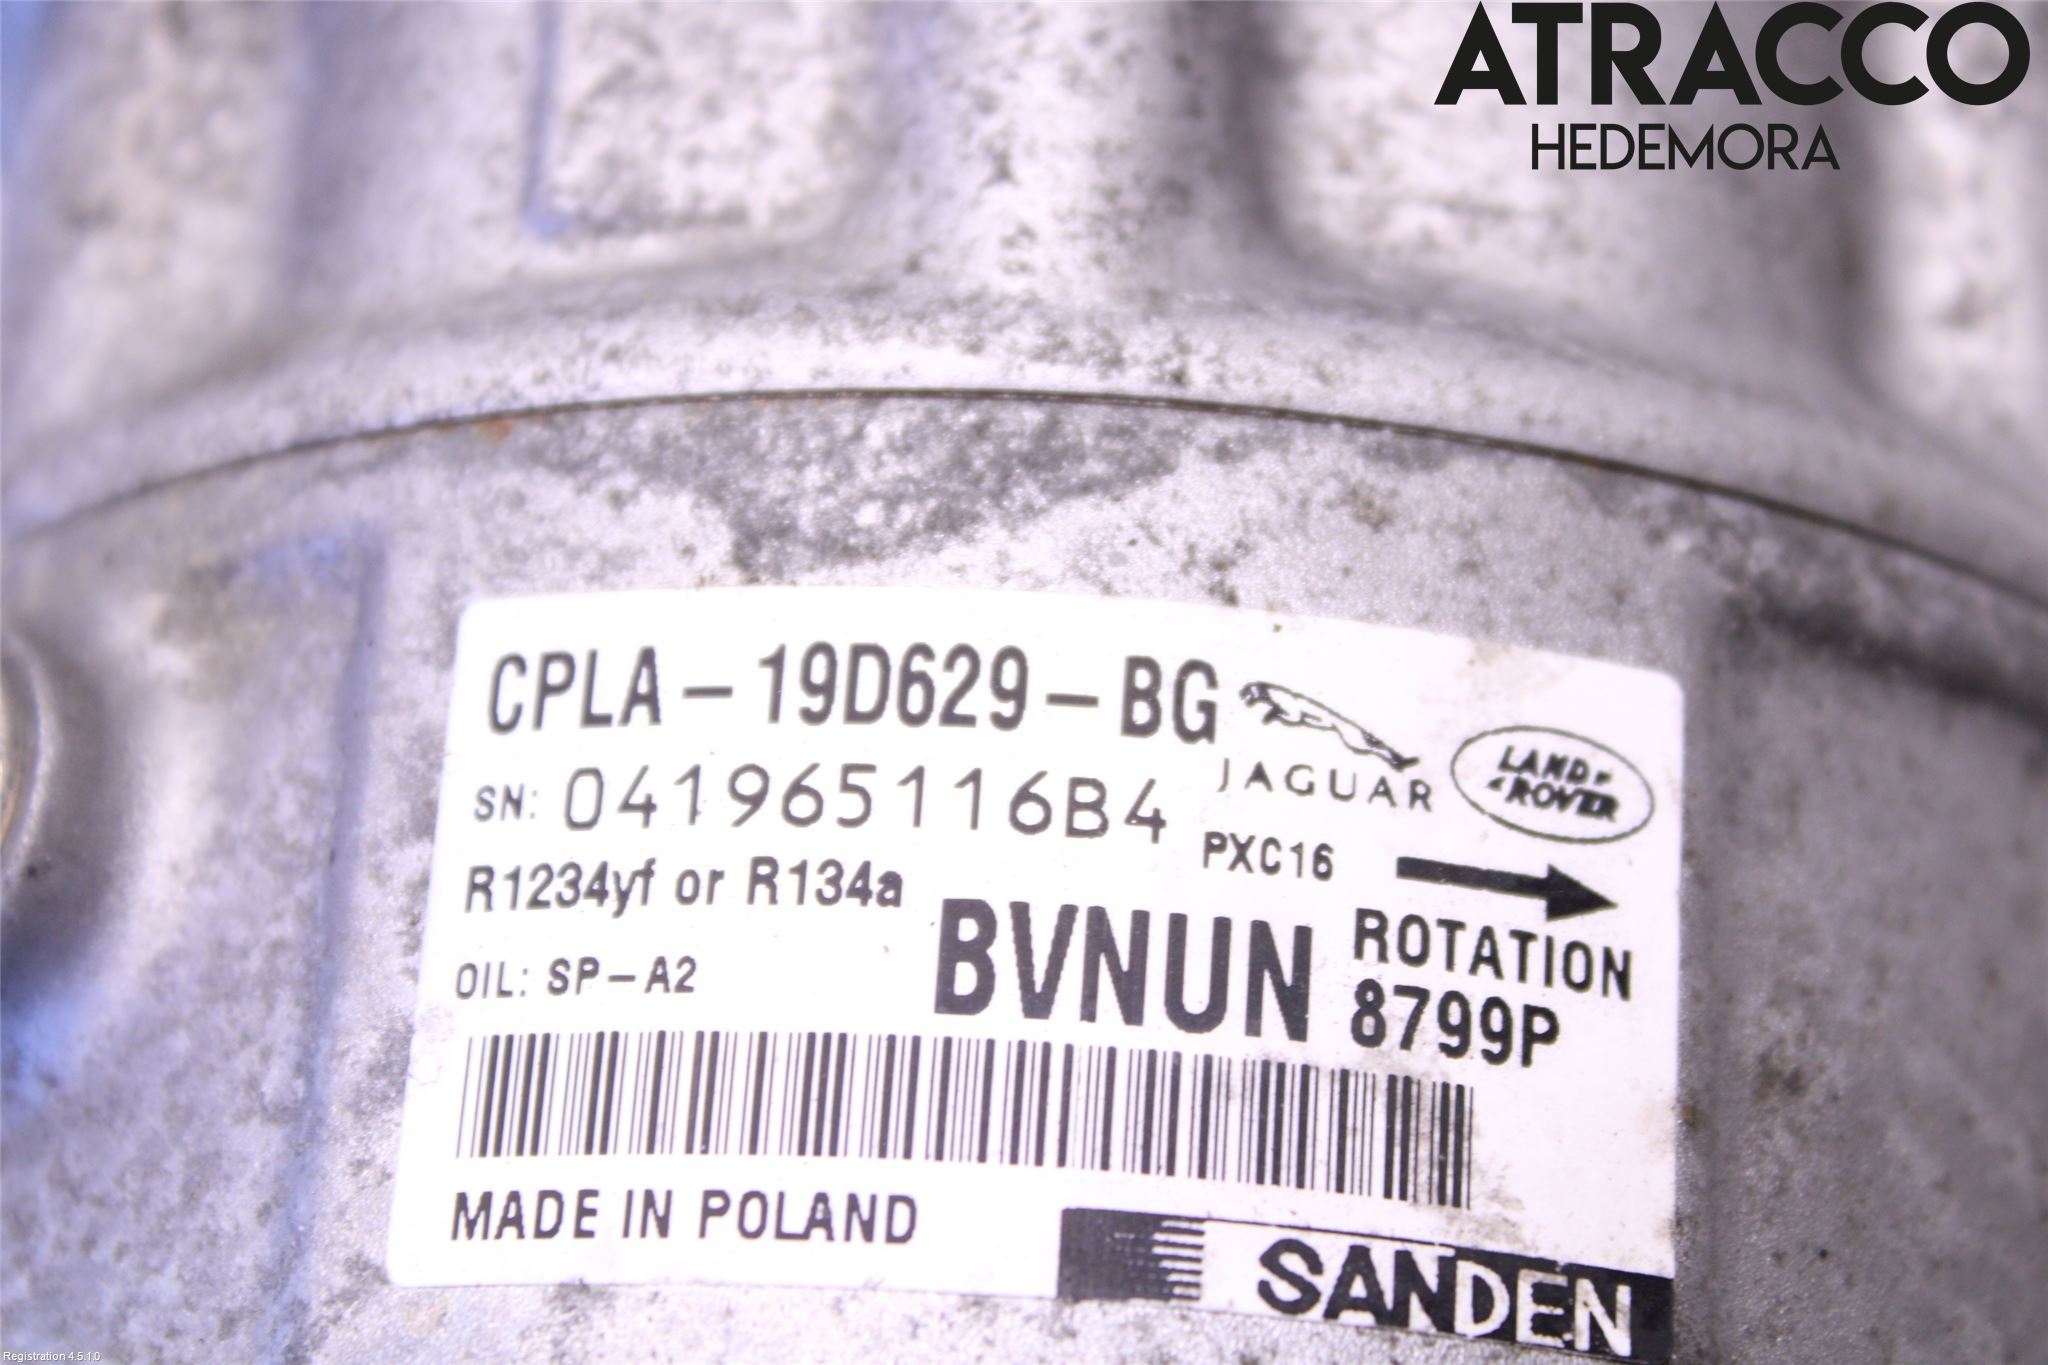 ATRACCO
HEDEMORA
CPLA-19D629-BG
JAGUAR
LAND-
ROVER
SN: 041965116B4
PXC16
R1234yf or R134a
ROTATION
OIL: SP-A2
BVNUN
8799P
MADE IN POLAND
SANDEN
Registration 4.5.1.0